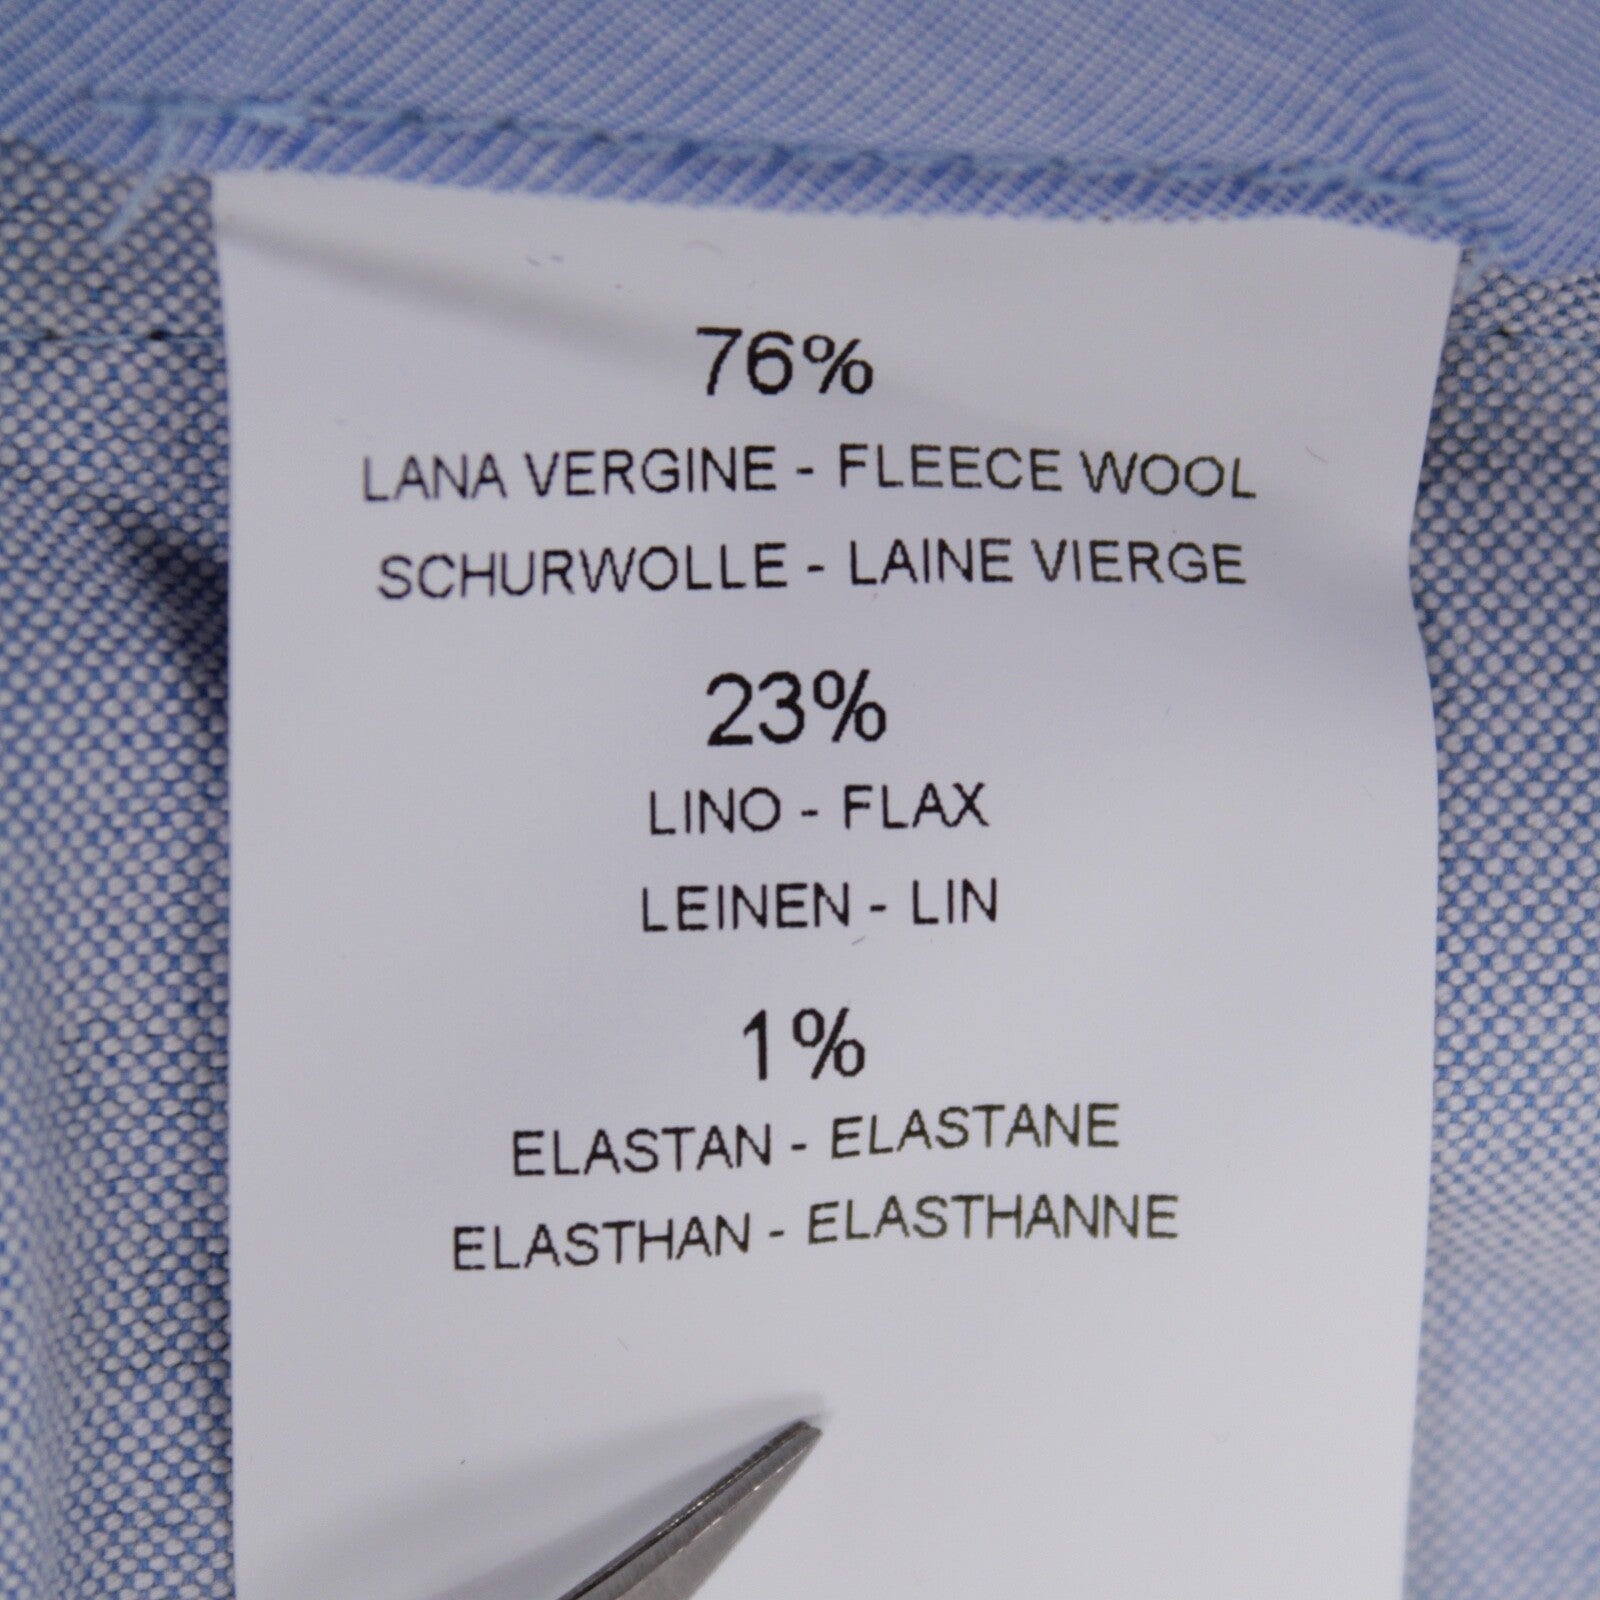 76%
LANA VERGINE - FLEECE WOOL
SCHURWOLLE - LAINE VIERGE
23%
LINO - FLAX
LEINEN - LIN
1%
ELASTAN - ELASTANE
ELASTHAN - ELASTHANNE